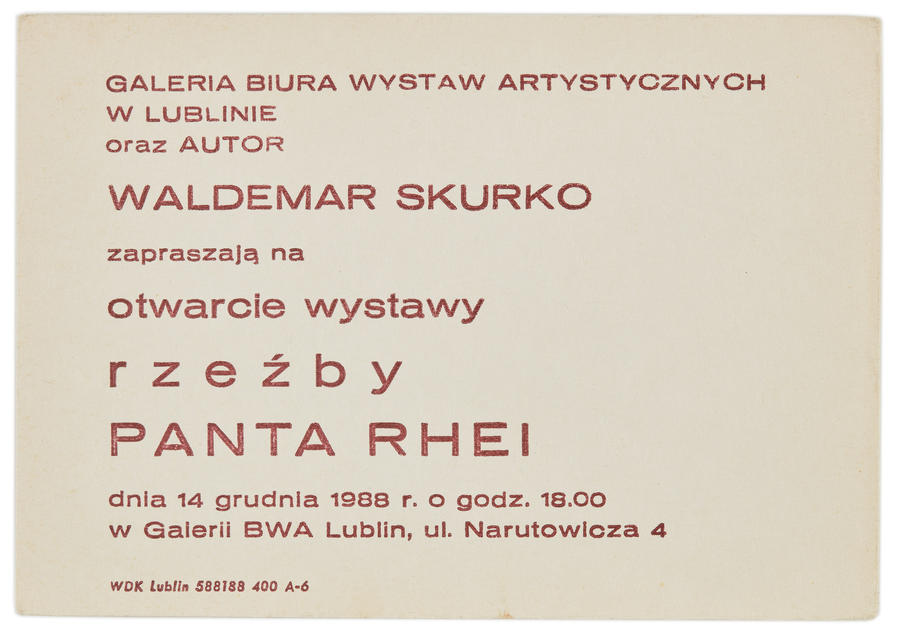 GALERIA BIURA WYSTAW ARTYSTYCZNYCH
W LUBLINIE
oraz AUTOR
WALDEMAR SKURKO
zapraszają na
otwarcie wystawy
rzeźby
PANTA RHEI
dnia 14 grudnia 1988 r. o godz. 18.00
w Galerii BWA Lublin, ul. Narutowicza 4
WDK Lublin 588188 400 A-6